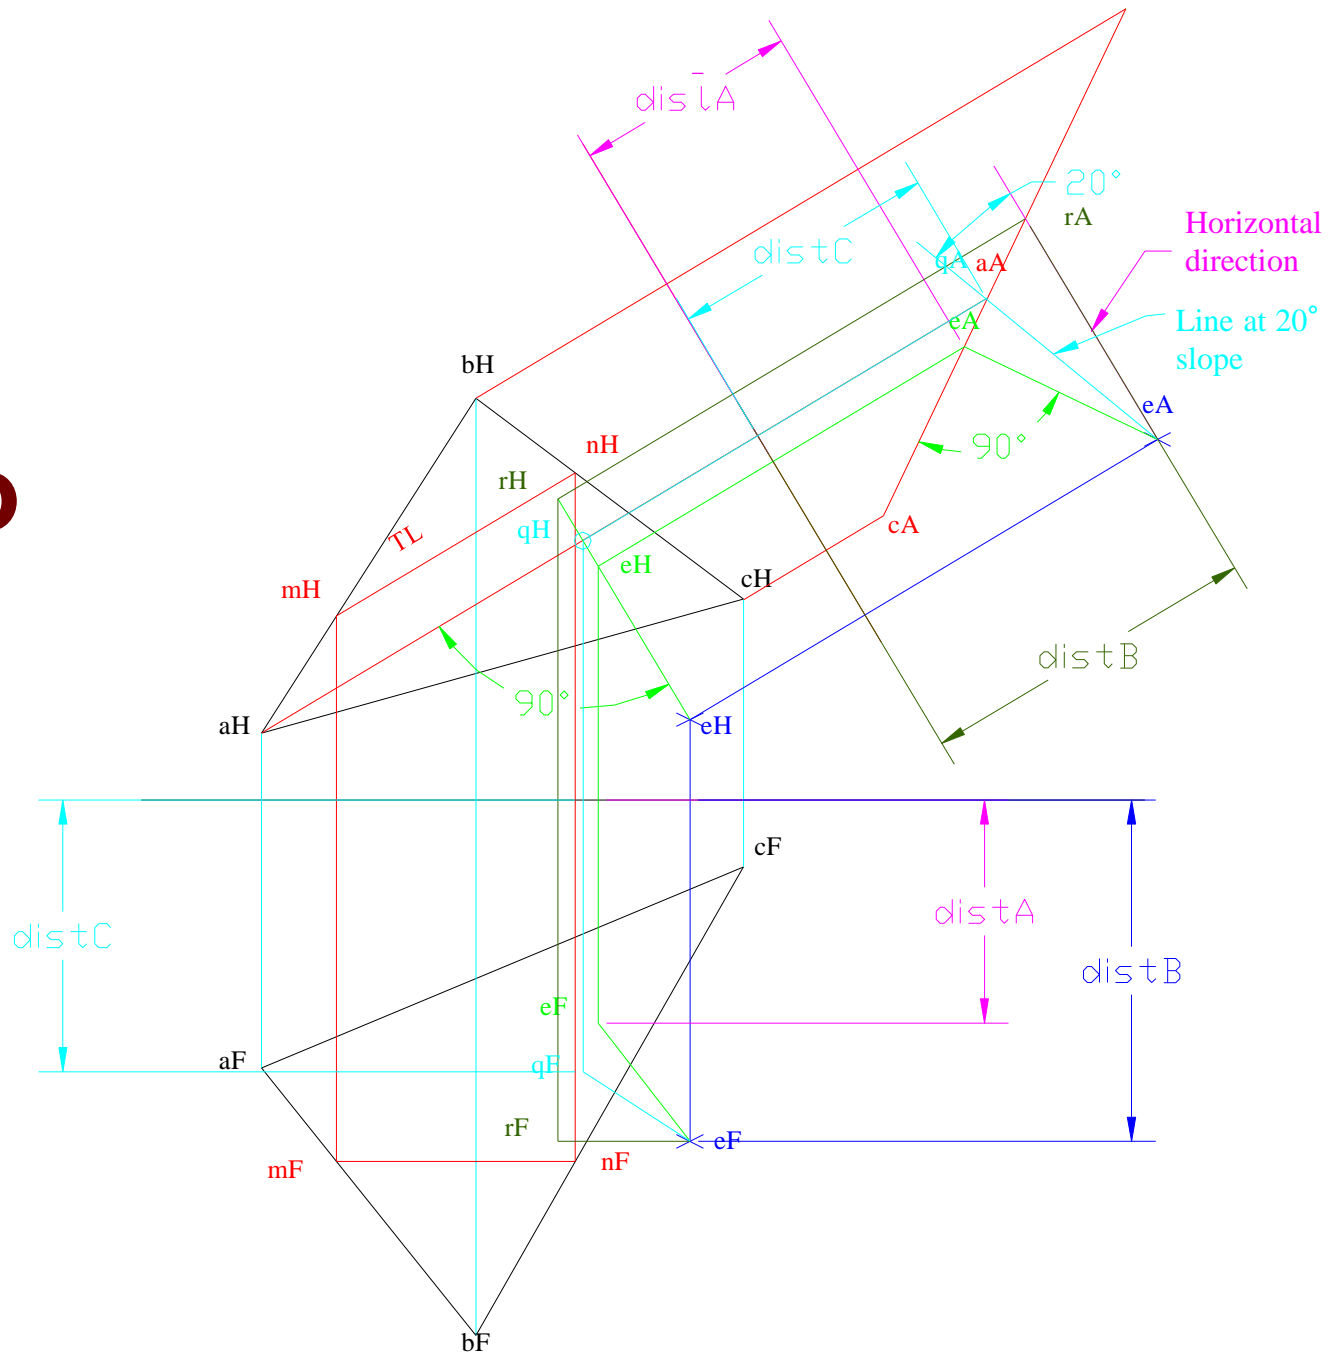 distA
20°
rA
Horizontal
direction
distC
qA
aA
eA
Line at 20°
slope
bH
eA
nH
90°
rH
cA
qH
TL
eH
cH
mH
distB
90°
aH
eH
cF
distA
distC
distB
eF
aF
qF
rF
eF
mF
nF
bF